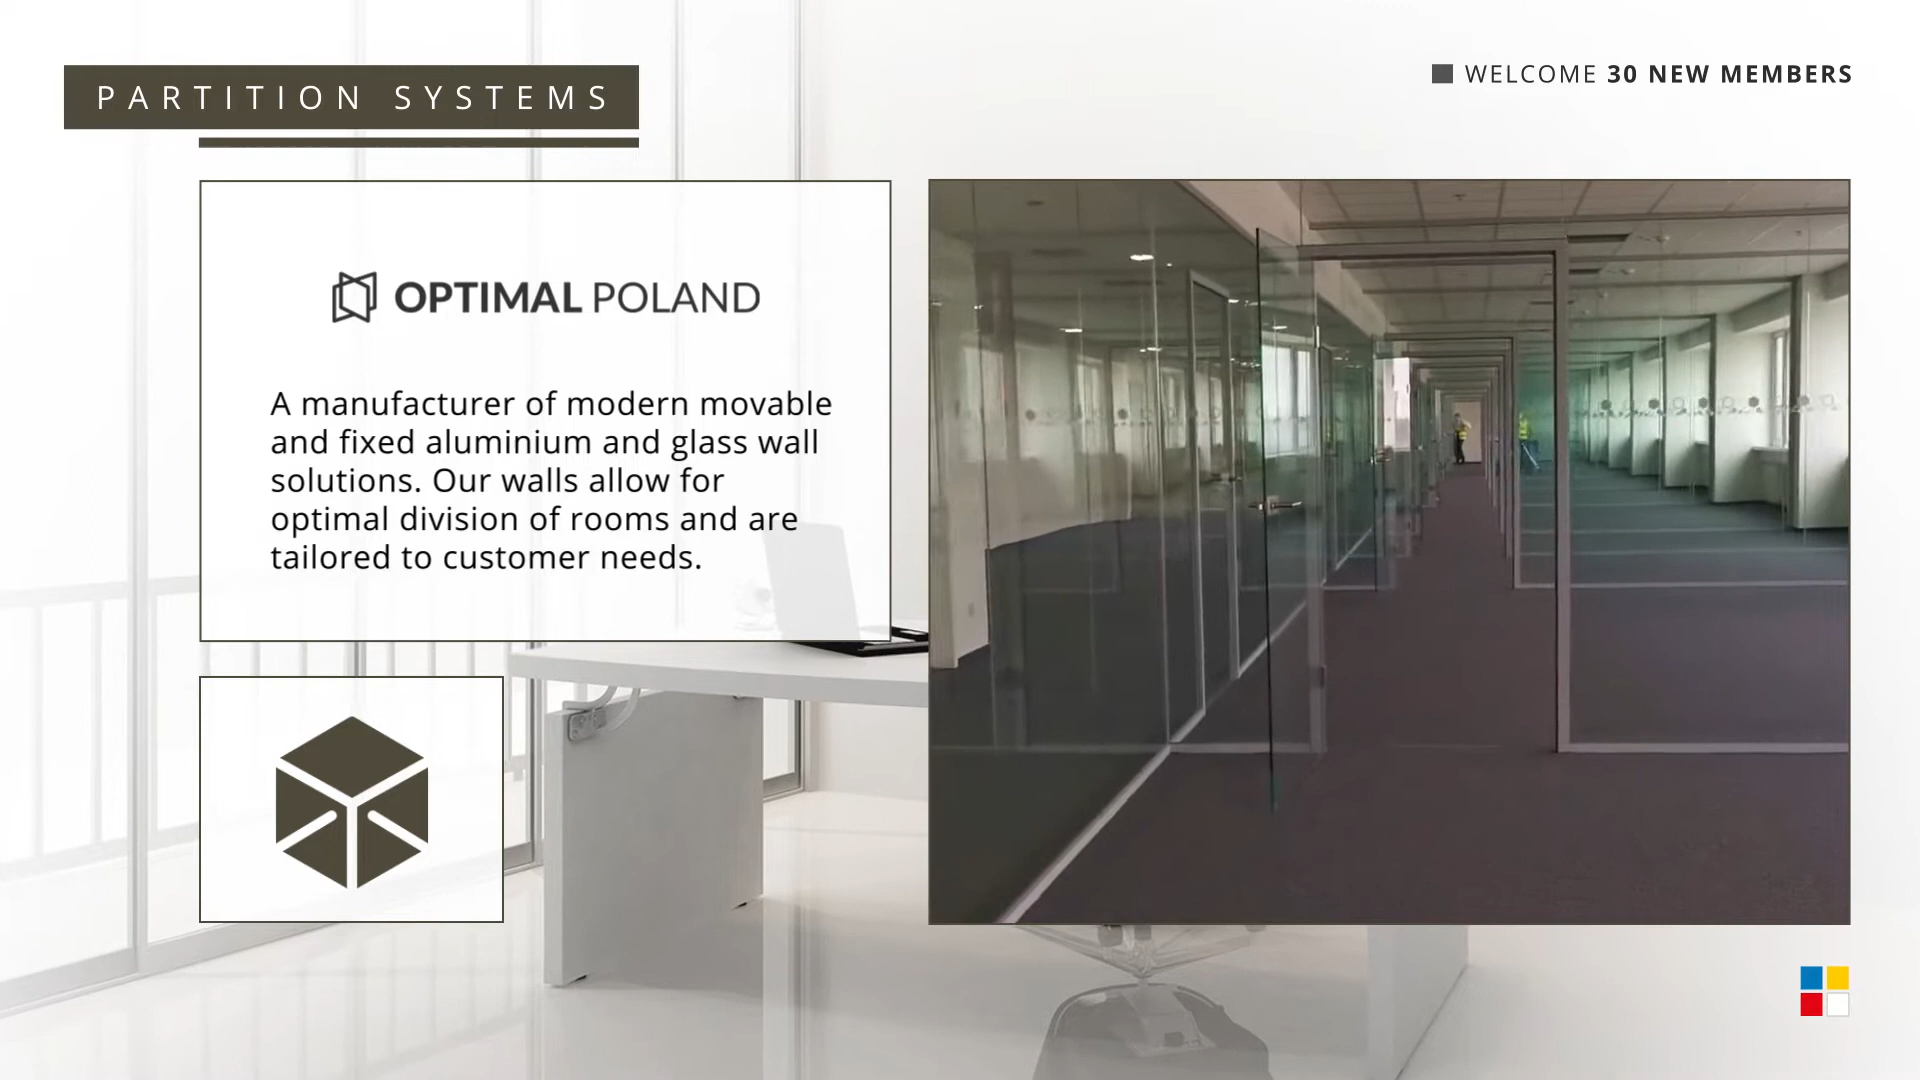 PARTITION SYSTEMS
WELCOME 30 NEW MEMBERS
OPTIMAL POLAND
A manufacturer of modern movable
and fixed aluminium and glass wall
solutions. Our walls allow for
optimal division of rooms and are
tailored to customer needs.